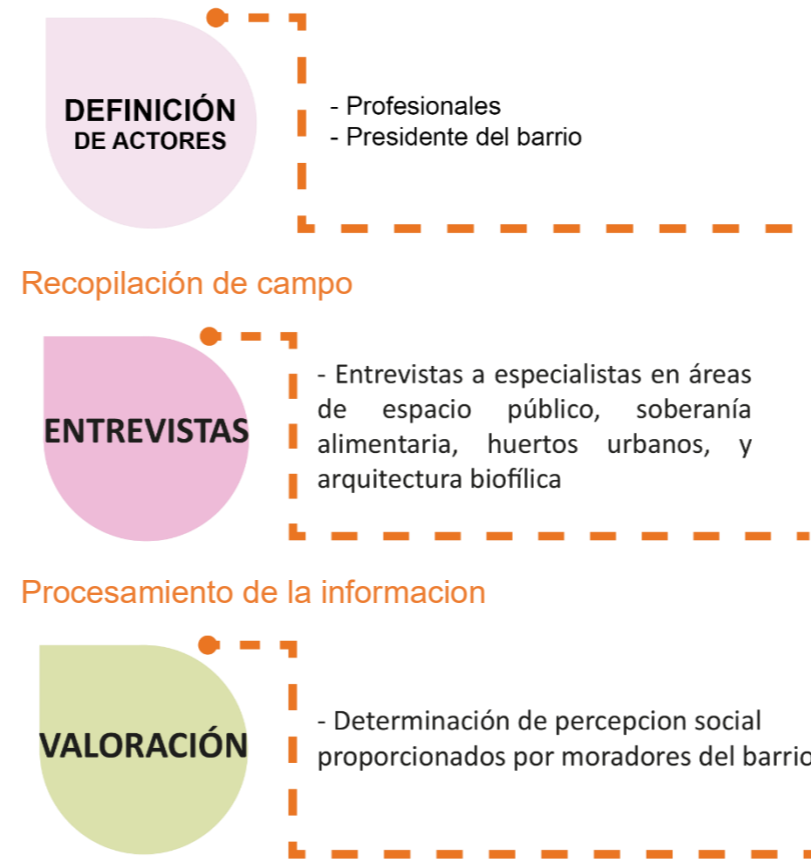 DEFINICIÓN
DE ACTORES
- Profesionales
- Presidente del barrio
Recopilación de campo
ENTREVISTAS
- Entrevistas a especialistas en áreas
de espacio público, soberanía
alimentaria, huertos urbanos, y
arquitectura biofílica
Procesamiento de la informacion
VALORACIÓN
- Determinación de percepcion social
proporcionados por moradores del barrio